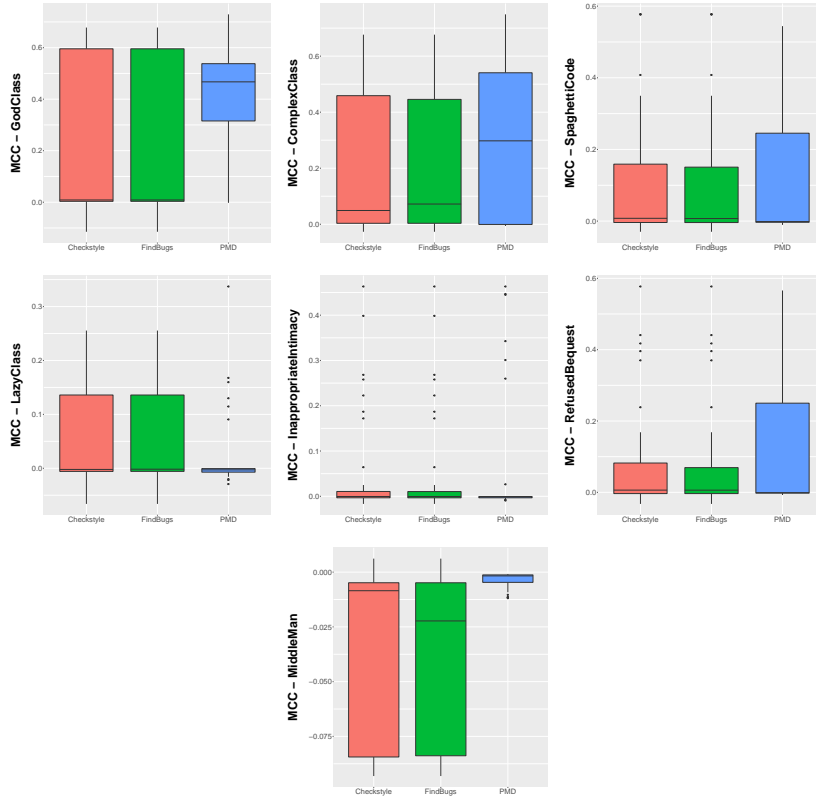 MCC − GodClass
0.6
0.4
0.2
0.0
Checkstyle FindBugs PMD
MCC − ComplexClass
0.6
0.4
0.2
0.0
Checkstyle FindBugs PMD
MCC − SpaghettiCode
0.6
0.4
0.2
0.0
Checkstyle FindBugs PMD
MCC − LazyClass
0.3
0.2
0.1
0.0
Checkstyle FindBugs PMD
MCC − InappropriateIntimacy
0.4
0.3
0.2
0.1
0.0
Checkstyle FindBugs PMD
MCC − RefusedBequest
0.6
0.4
0.2
0.0
Checkstyle FindBugs PMD
MCC − MiddleMan
0.000
−0.025
−0.050
−0.075
Checkstyle FindBugs PMD